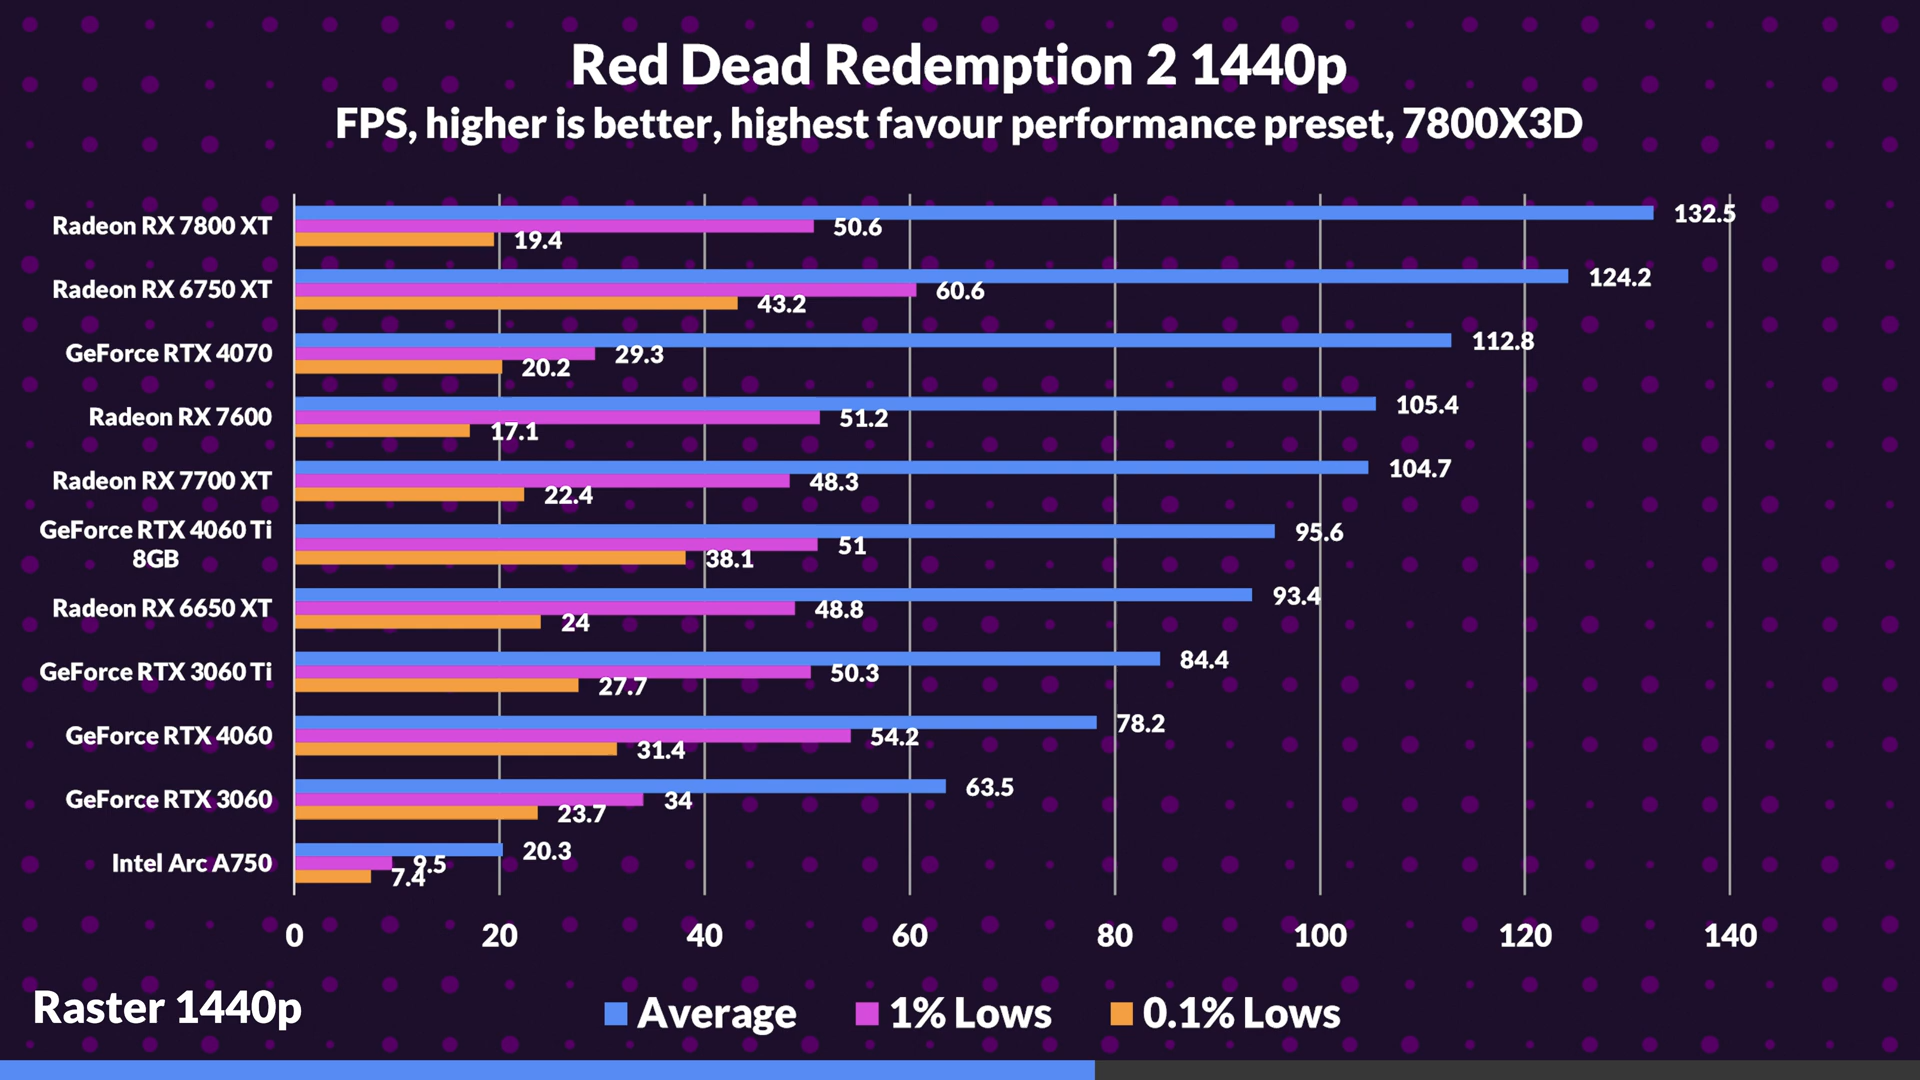 Red Dead Redemption 2 1440p
FPS, higher is better, highest favour performance preset, 7800X3D
Radeon RX 7800 XT
132.5
50.6
19.4
Radeon RX 6750 XT
124.2
60.6
43.2
GeForce RTX 4070
112.8
29.3
20.2
Radeon RX 7600
105.4
51.2
17.1
Radeon RX 7700 XT
104.7
48.3
22.4
GeForce RTX 4060 Ti
8GB
95.6
51
38.1
Radeon RX 6650 XT
93.4
48.8
24
GeForce RTX 3060 Ti
84.4
50.3
27.7
GeForce RTX 4060
78.2
54.2
31.4
GeForce RTX 3060
63.5
34
23.7
Intel Arc A750
20.3
9.5
7.4
0 20 40 60 80 100 120 140
Raster 1440p
Average 1% Lows 0.1% Lows